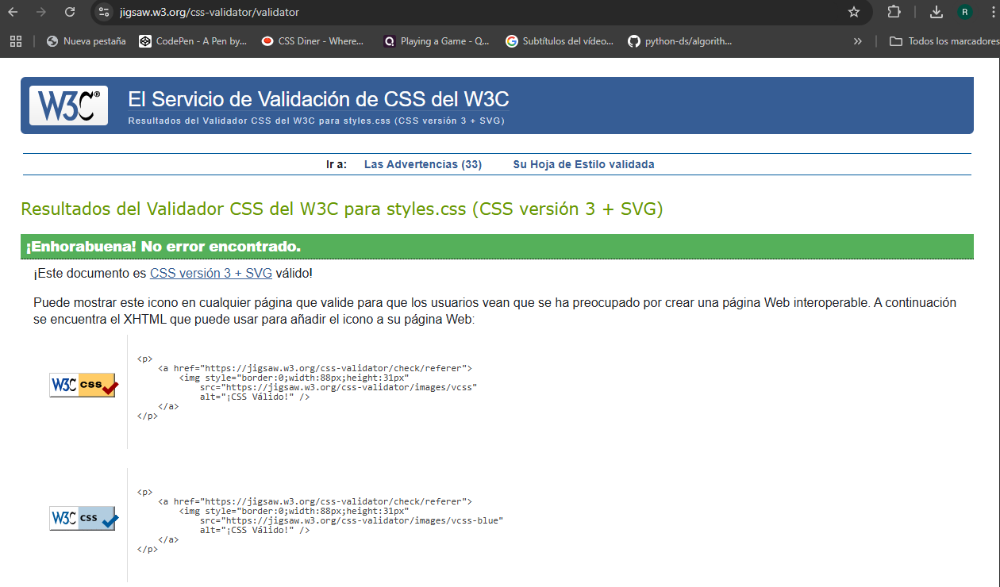 jigsaw.w3.org/css-validator/validator
R
Nueva pestaña
CodePen - A Pen by...
CSS Diner - Where...
Playing a Game - Q...
Subtítulos del vídeo...
python-ds/algorith...
»
Todos los marcadores
W3C®
El Servicio de Validación de CSS del W3C
Resultados del Validador CSS del W3C para styles.css (CSS versión 3 + SVG)
Ir a: Las Advertencias (33) Su Hoja de Estilo validada
Resultados del Validador CSS del W3C para styles.css (CSS versión 3 + SVG)
¡Enhorabuena! No error encontrado.
¡Este documento es CSS versión 3 + SVG válido!
Puede mostrar este icono en cualquier página que valide para que los usuarios vean que se ha preocupado por crear una página Web interoperable. A continuación
se encuentra el XHTML que puede usar para añadir el icono a su página Web:
W3C css
<p>
<a href="https://jigsaw.w3.org/css-validator/check/referer">
<img style="border:0;width:88px;height:31px"
src="https://jigsaw.w3.org/css-validator/images/vcss"
alt="¡CSS Válido!" />
</a>
</p>
W3C css
<p>
<a href="https://jigsaw.w3.org/css-validator/check/referer">
<img style="border:0;width:88px;height:31px"
src="https://jigsaw.w3.org/css-validator/images/vcss-blue"
alt="¡CSS Válido!" />
</a>
</p>